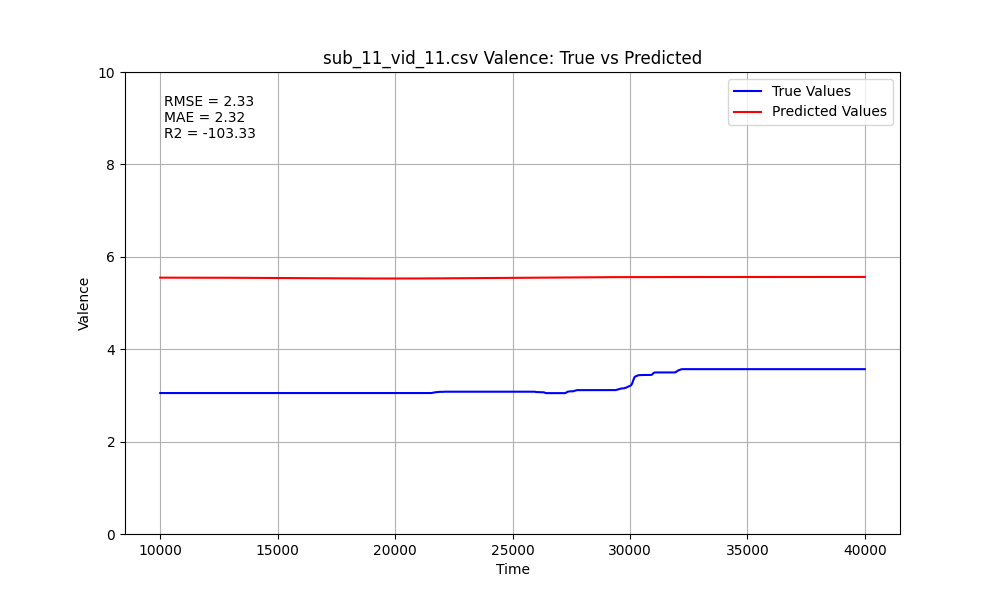 sub_11_vid_11.csv Valence: True vs Predicted
RMSE = 2.33
MAE = 2.32
R2 = -103.33
True Values
Predicted Values
10
8
6
4
2
0
Valence
10000 15000 20000 25000 30000 35000 40000
Time